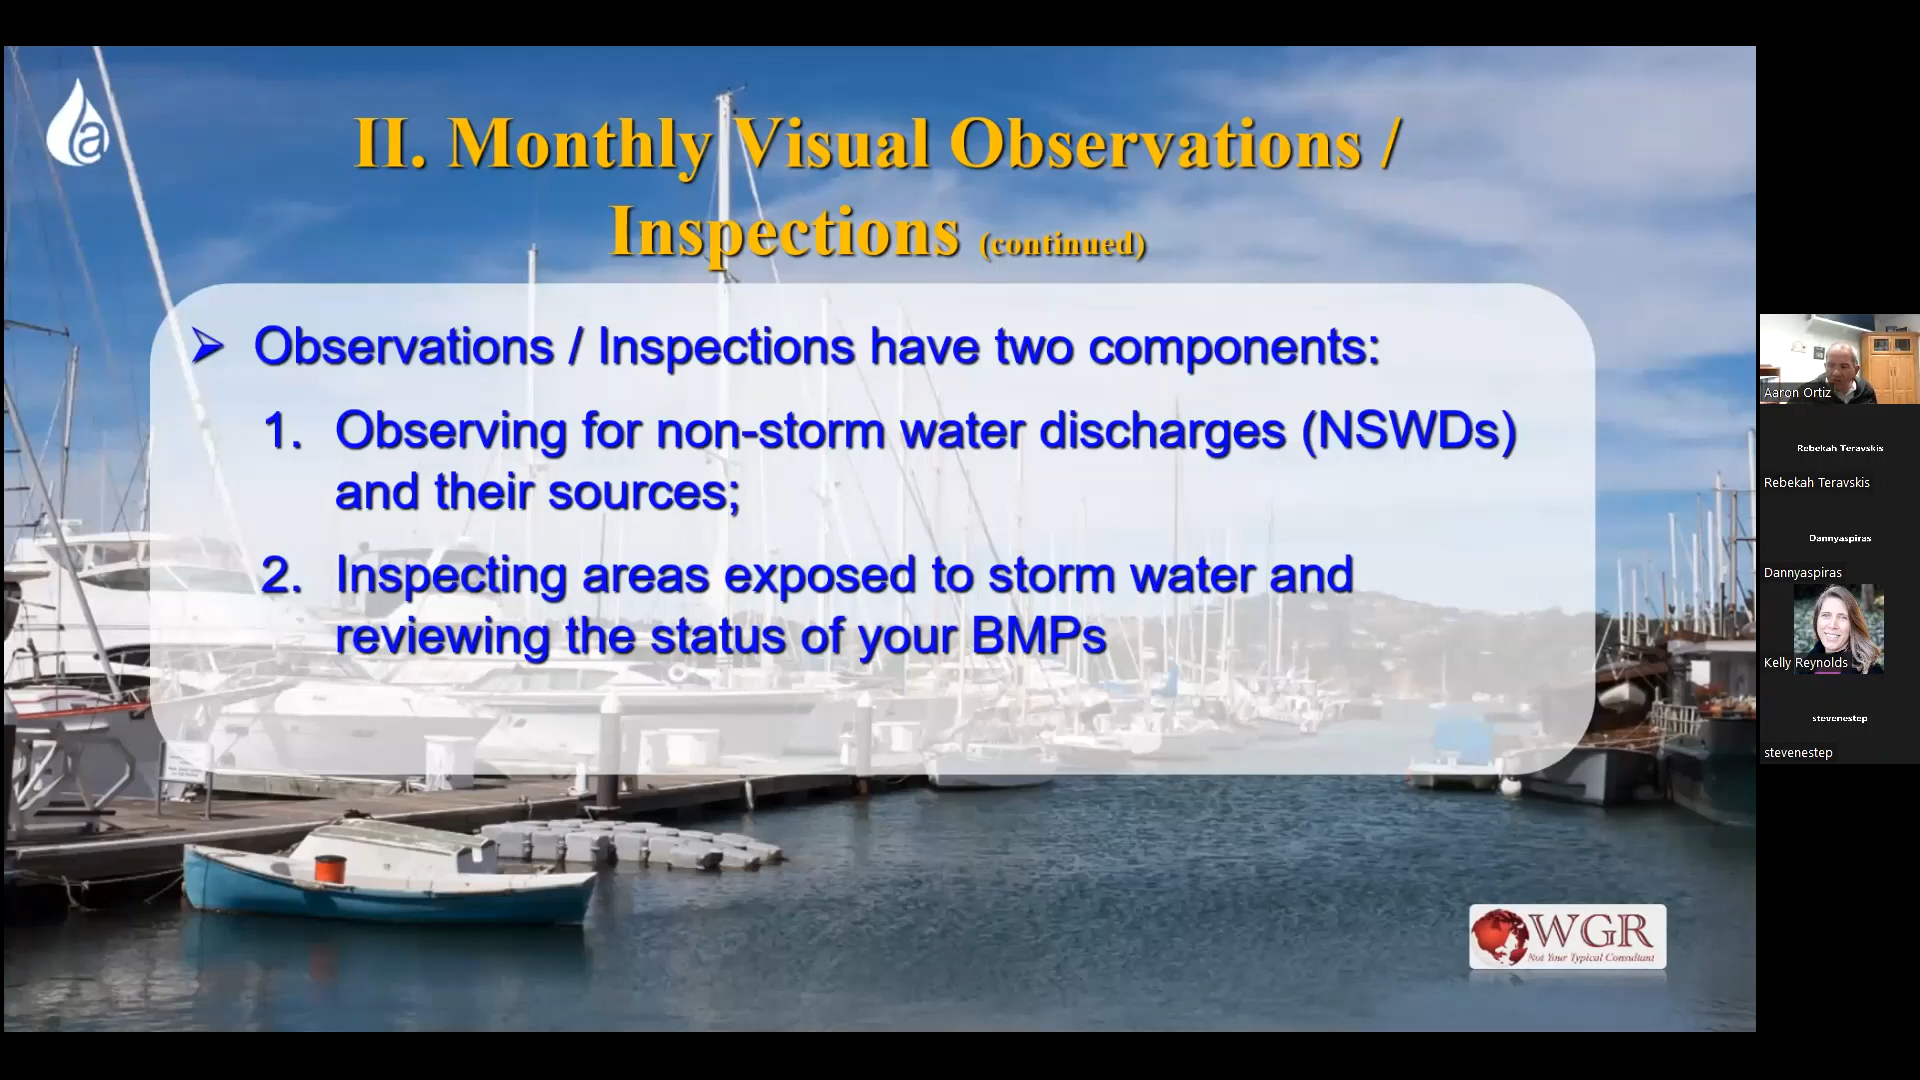 II. Monthly Visual Observations /
Inspections (continued)
➢ Observations / Inspections have two components:
1. Observing for non-storm water discharges (NSWDs)
and their sources;
2. Inspecting areas exposed to storm water and
reviewing the status of your BMPs
a
WGR
Not Your Typical Consultant
Aaron Ortiz
Rebekah Teravskis
Rebekah Teravskis
Dannyaspiras
Dannyaspiras
Kelly Reynolds
stevenestep
stevenestep